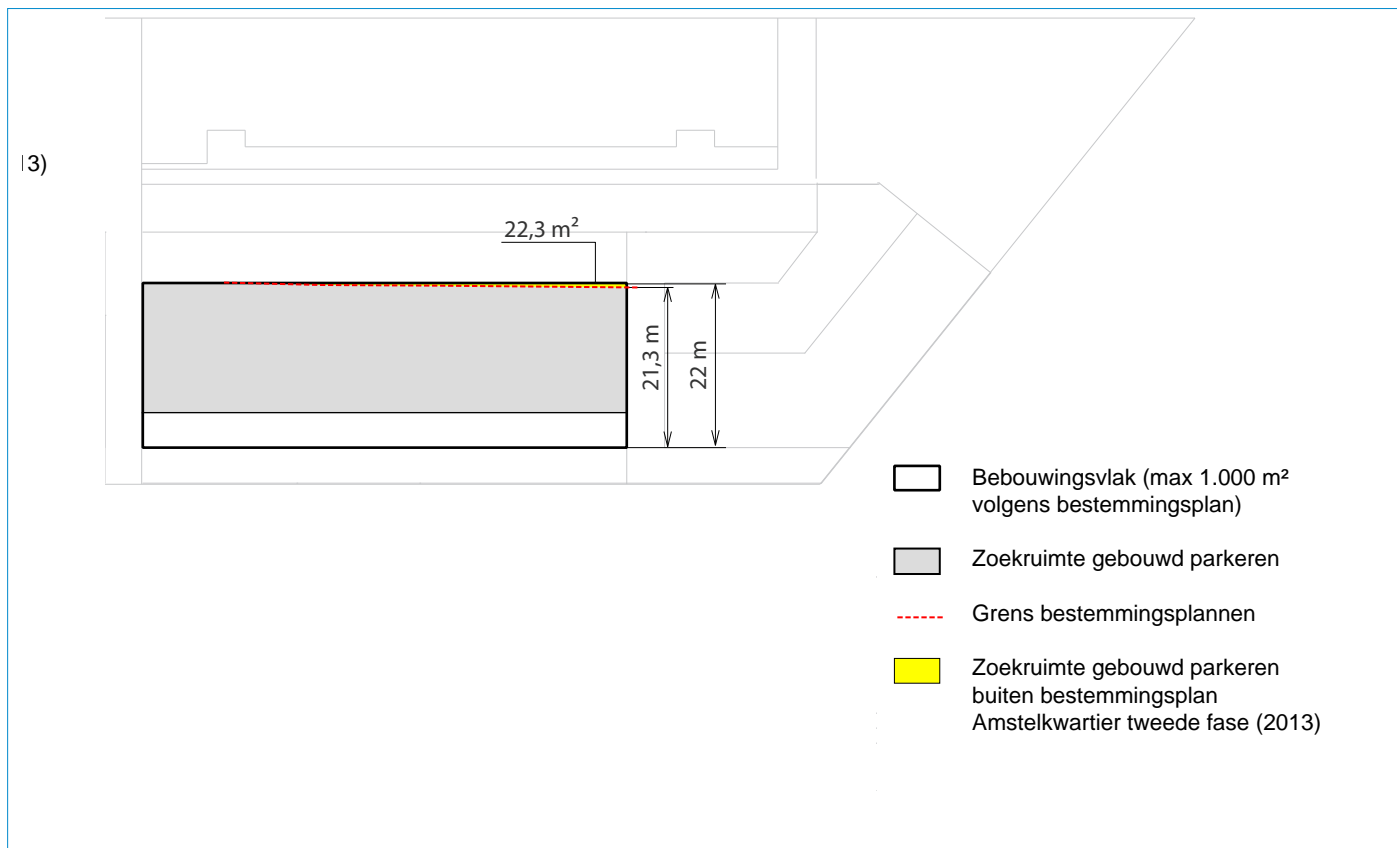 13)
22,3 m²
21,3 m
22 m
Bebouwingsvlak (max 1.000 m²
volgens bestemmingsplan)
Zoekruimte gebouwd parkeren
Grens bestemmingsplannen
Zoekruimte gebouwd parkeren
buiten bestemmingsplan
Amstelkwartier tweede fase (2013)